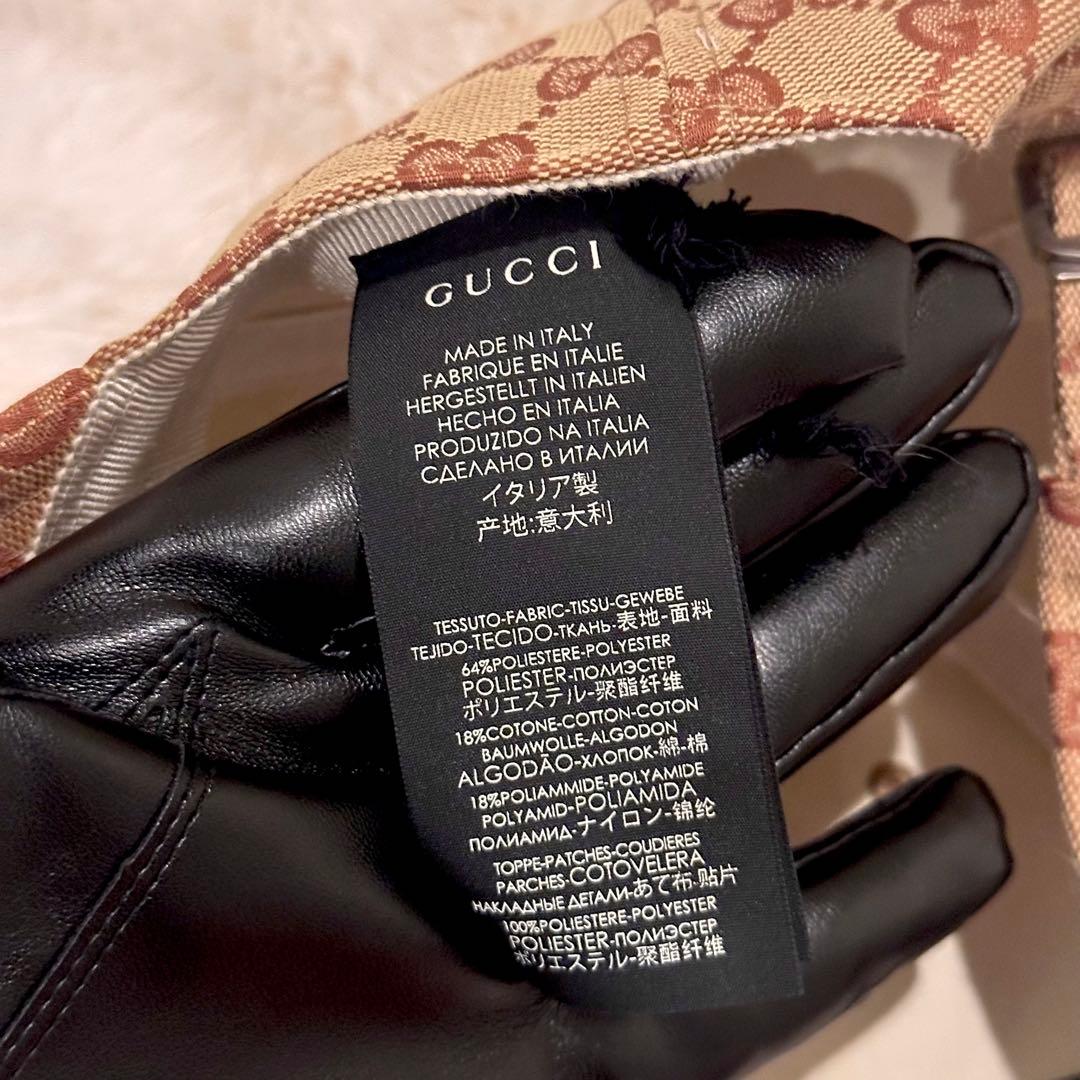 GUCCI
MADE IN ITALY
FABRIQUE EN ITALIE
HERGESTELLT IN ITALIEN
HECHO EN ITALIA
PRODUZIDO NA ITALIA
СДЕЛАНО В ИТАЛИИ
イタリア製
产地:意大利
TESSUTO-FABRIC-TISSU-GEWEBE
TEJIDO-TECIDO-ТКАНЬ-表地-面料
64%POLIESTERE-POLYESTER
POLIESTER-ПОЛИЭСТЕР
ポリエステル-聚酯纤维
18%COTONE-COTTON-COTON
BAUMWOLLE-ALGODON
ALGODÃO-ХЛОПОК-綿-棉
18%POLIAMMIDE-POLYAMIDE
POLYAMID-POLIAMIDA
ПОЛИАМИД-ナイロン-锦纶
TOPPE-PATCHES-COUDIERES
PARCHES-COTOVELERA
НАКЛАДНЫЕ ДЕТАЛИ-あて布-贴片
100%POLIESTERE-POLYESTER
POLIESTER-ПОЛИЭСТЕР
ポリエステル-聚酯纤维